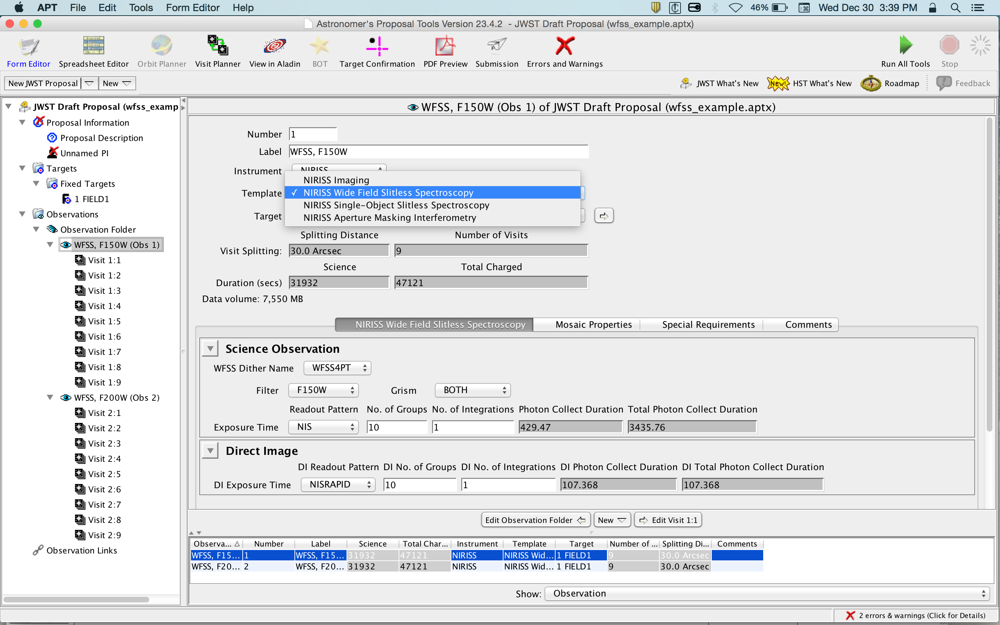 APT File Edit Tools Form Editor Help 46% Wed Dec 30 3:39 PM
Astronomer's Proposal Tools Version 23.4.2 - JWST Draft Proposal (wfss_example.aptx)
Form Editor Spreadsheet Editor Orbit Planner Visit Planner View in Aladin BOT Target Confirmation PDF Preview Submission Errors and Warnings Run All Tools Stop
New JWST Proposal New JWST What's New New! HST What's New Roadmap Feedback
JWST Draft Proposal (wfss_examp
Proposal Information
Proposal Description
Unnamed PI
Targets
Fixed Targets
1 FIELD1
Observations
Observation Folder
WFSS, F150W (Obs 1)
Visit 1:1
Visit 1:2
Visit 1:3
Visit 1:4
Visit 1:5
Visit 1:6
Visit 1:7
Visit 1:8
Visit 1:9
WFSS, F200W (Obs 2)
Visit 2:1
Visit 2:2
Visit 2:3
Visit 2:4
Visit 2:5
Visit 2:6
Visit 2:7
Visit 2:8
Visit 2:9
Observation Links
WFSS, F150W (Obs 1) of JWST Draft Proposal (wfss_example.aptx)
Number 1
Label WFSS, F150W
Instrument NIRISS
NIRISS Imaging
Template ✓ NIRISS Wide Field Slitless Spectroscopy
NIRISS Single-Object Slitless Spectroscopy
Target NIRISS Aperture Masking Interferometry
Splitting Distance Number of Visits
Visit Splitting: 30.0 Arcsec 9
Science Total Charged
Duration (secs) 31932 47121
Data volume: 7,550 MB
NIRISS Wide Field Slitless Spectroscopy Mosaic Properties Special Requirements Comments
Science Observation
WFSS Dither Name WFSS4PT
Filter F150W Grism BOTH
Readout Pattern No. of Groups No. of Integrations Photon Collect Duration Total Photon Collect Duration
Exposure Time NIS 10 1 429.47 3435.76
Direct Image
DI Readout Pattern DI No. of Groups DI No. of Integrations DI Photon Collect Duration DI Total Photon Collect Duration
DI Exposure Time NISRAPID 10 1 107.368 107.368
Edit Observation Folder New Edit Visit 1:1
Observa... Number Label Science Total Char... Instrument Template Target Number of ... Splitting Di... Comments
WFSS, F15... 1 WFSS, F15... 31932 47121 NIRISS NIRISS Wid... 1 FIELD1 9 30.0 Arcsec
WFSS, F20... 2 WFSS, F20... 31932 47121 NIRISS NIRISS Wid... 1 FIELD1 9 30.0 Arcsec
Show: Observation
2 errors & warnings (Click for Details)